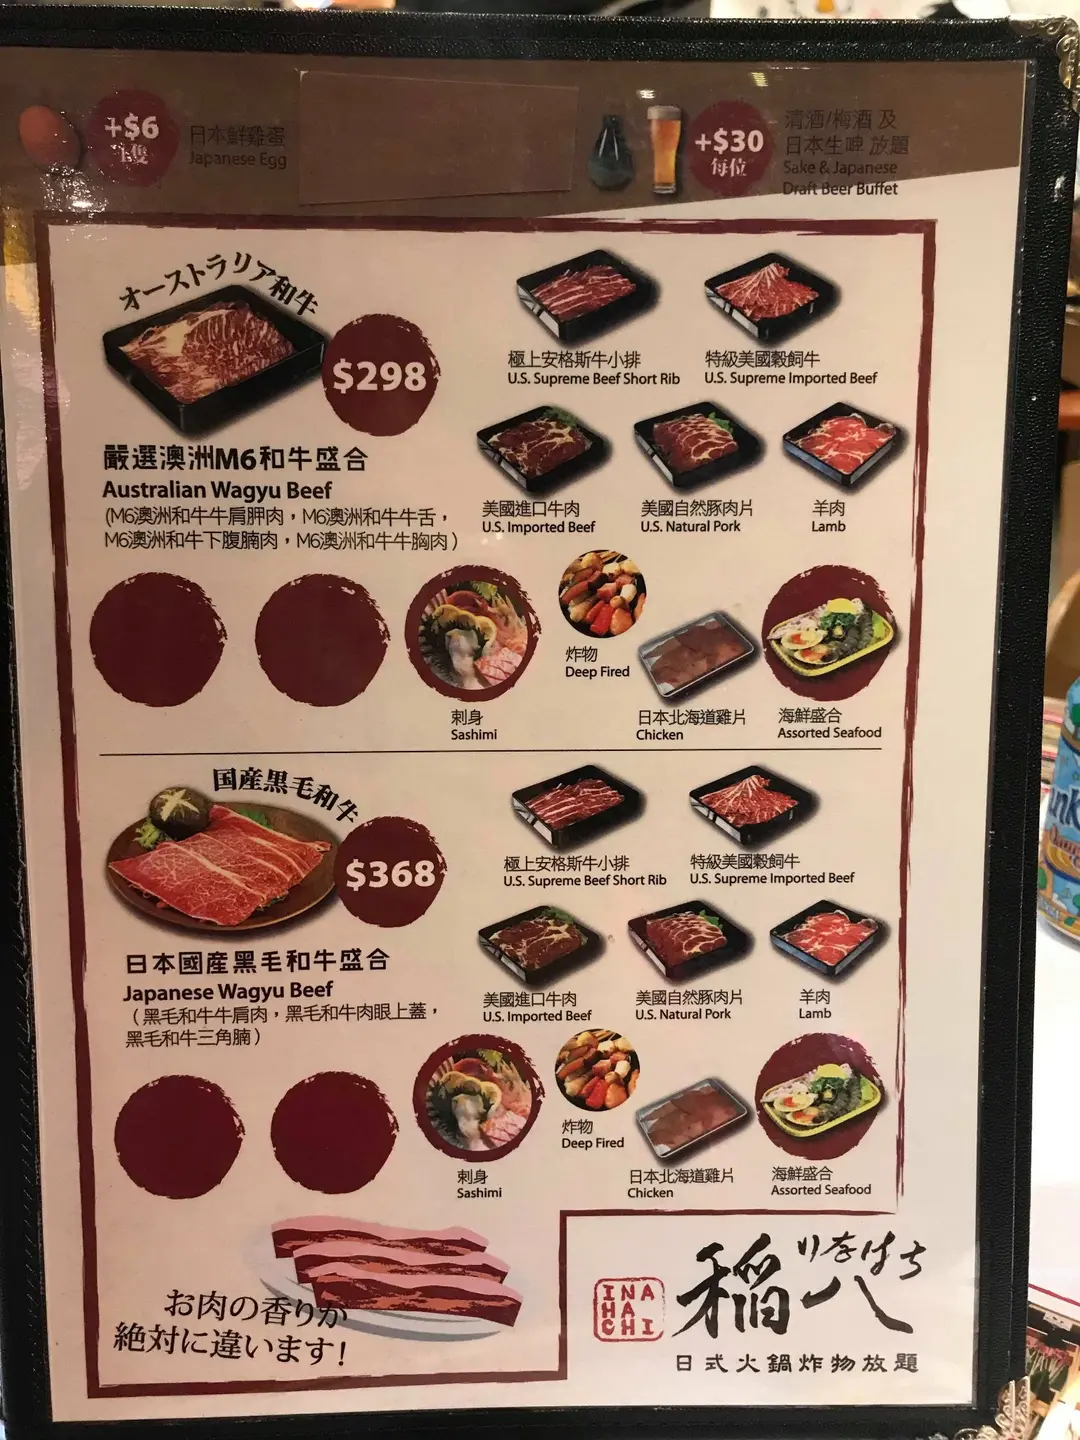 +$6
每隻
日本鮮雞蛋
Japanese Egg
+$30
每位
清酒/梅酒 及
日本生啤 放題
Sake & Japanese
Draft Beer Buffet
オーストラリア和牛
$298
嚴選澳洲M6和牛盛合
Australian Wagyu Beef
(M6澳洲和牛牛肩胛肉，M6澳洲和牛牛舌，
M6澳洲和牛下腹腩肉，M6澳洲和牛牛胸肉)
極上安格斯牛小排
U.S. Supreme Beef Short Rib
特級美國穀飼牛
U.S. Supreme Imported Beef
美國進口牛肉
U.S. Imported Beef
美國自然豚肉片
U.S. Natural Pork
羊肉
Lamb
刺身
Sashimi
炸物
Deep Fired
日本北海道雞片
Chicken
海鮮盛合
Assorted Seafood
国産黒毛和牛
$368
日本國產黑毛和牛盛合
Japanese Wagyu Beef
(黑毛和牛牛肩肉，黑毛和牛肉眼上蓋，
黑毛和牛三角腩)
極上安格斯牛小排
U.S. Supreme Beef Short Rib
特級美國穀飼牛
U.S. Supreme Imported Beef
美國進口牛肉
U.S. Imported Beef
美國自然豚肉片
U.S. Natural Pork
羊肉
Lamb
刺身
Sashimi
炸物
Deep Fired
日本北海道雞片
Chicken
海鮮盛合
Assorted Seafood
お肉の香りが
絶対に違います!
INA
HA
CHI
稲八
いなはち
日式火鍋炸物放題